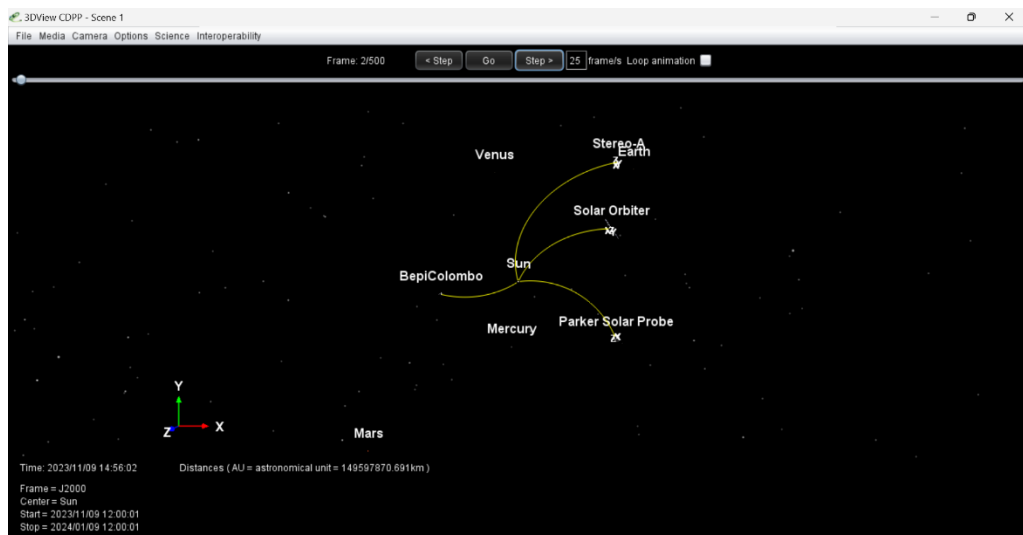 3DView CDPP - Scene 1
File Media Camera Options Science Interoperability
Frame: 2/500 < Step Go Step > 25 frame/s Loop animation
Stereo-A
Venus
Earth
Solar Orbiter
Sun
BepiColombo
Parker Solar Probe
Mercury
Y
Z X
Mars
Time: 2023/11/09 14:56:02 Distances ( AU = astronomical unit = 149597870.691km )
Frame = J2000
Center = Sun
Start = 2023/11/09 12:00:01
Stop = 2024/01/09 12:00:01